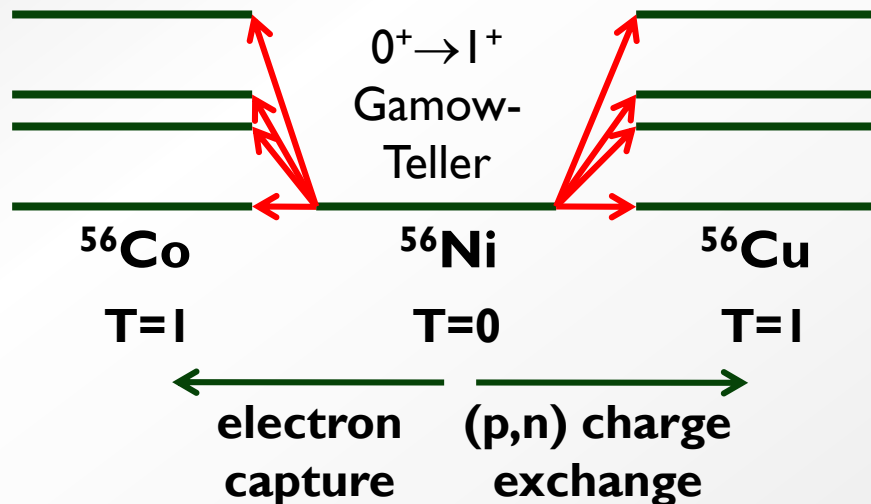 0⁺→1⁺
Gamow-
Teller
⁵⁶Co ⁵⁶Ni ⁵⁶Cu
T=1 T=0 T=1
electron (p,n) charge
capture exchange